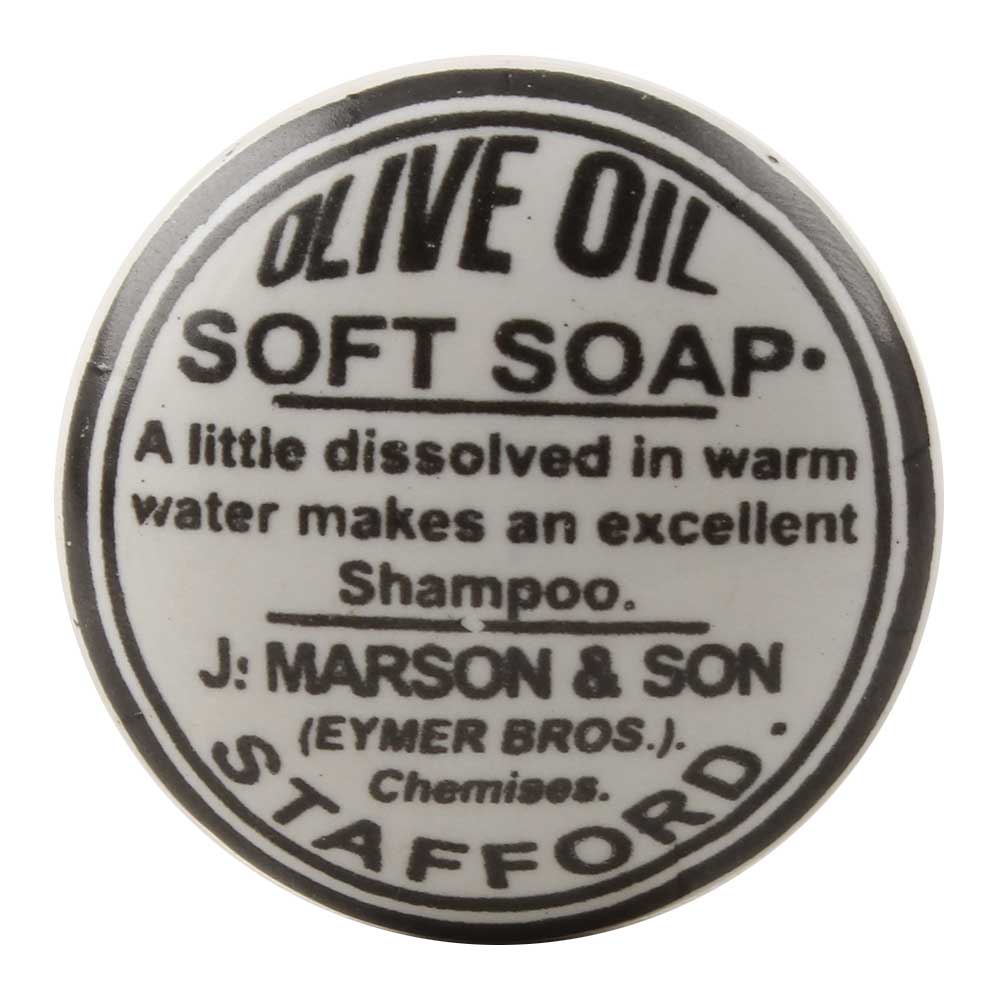 OLIVE OIL
SOFT SOAP.
A little dissolved in warm
water makes an excellent
Shampoo.
J: MARSON & SON
(EYMER BROS.).
Chemises.
STAFFORD.